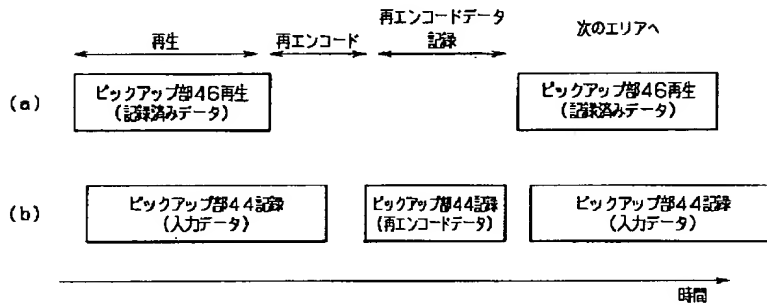 再生
再エンコード
再エンコードデータ
記録
次のエリアへ
(a)
ピックアップ部46再生
(記録済みデータ)
ピックアップ部46再生
(記録済みデータ)
(b)
ピックアップ部44記録
(入力データ)
ピックアップ部44記録
(再エンコードデータ)
ピックアップ部44記録
(入力データ)
時間